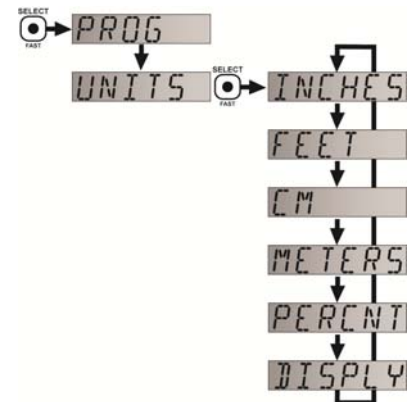 SELECT
PROG
FAST
UNITS
SELECT
FAST
INCHES
FEET
CM
METERS
PERCNT
DISPLY